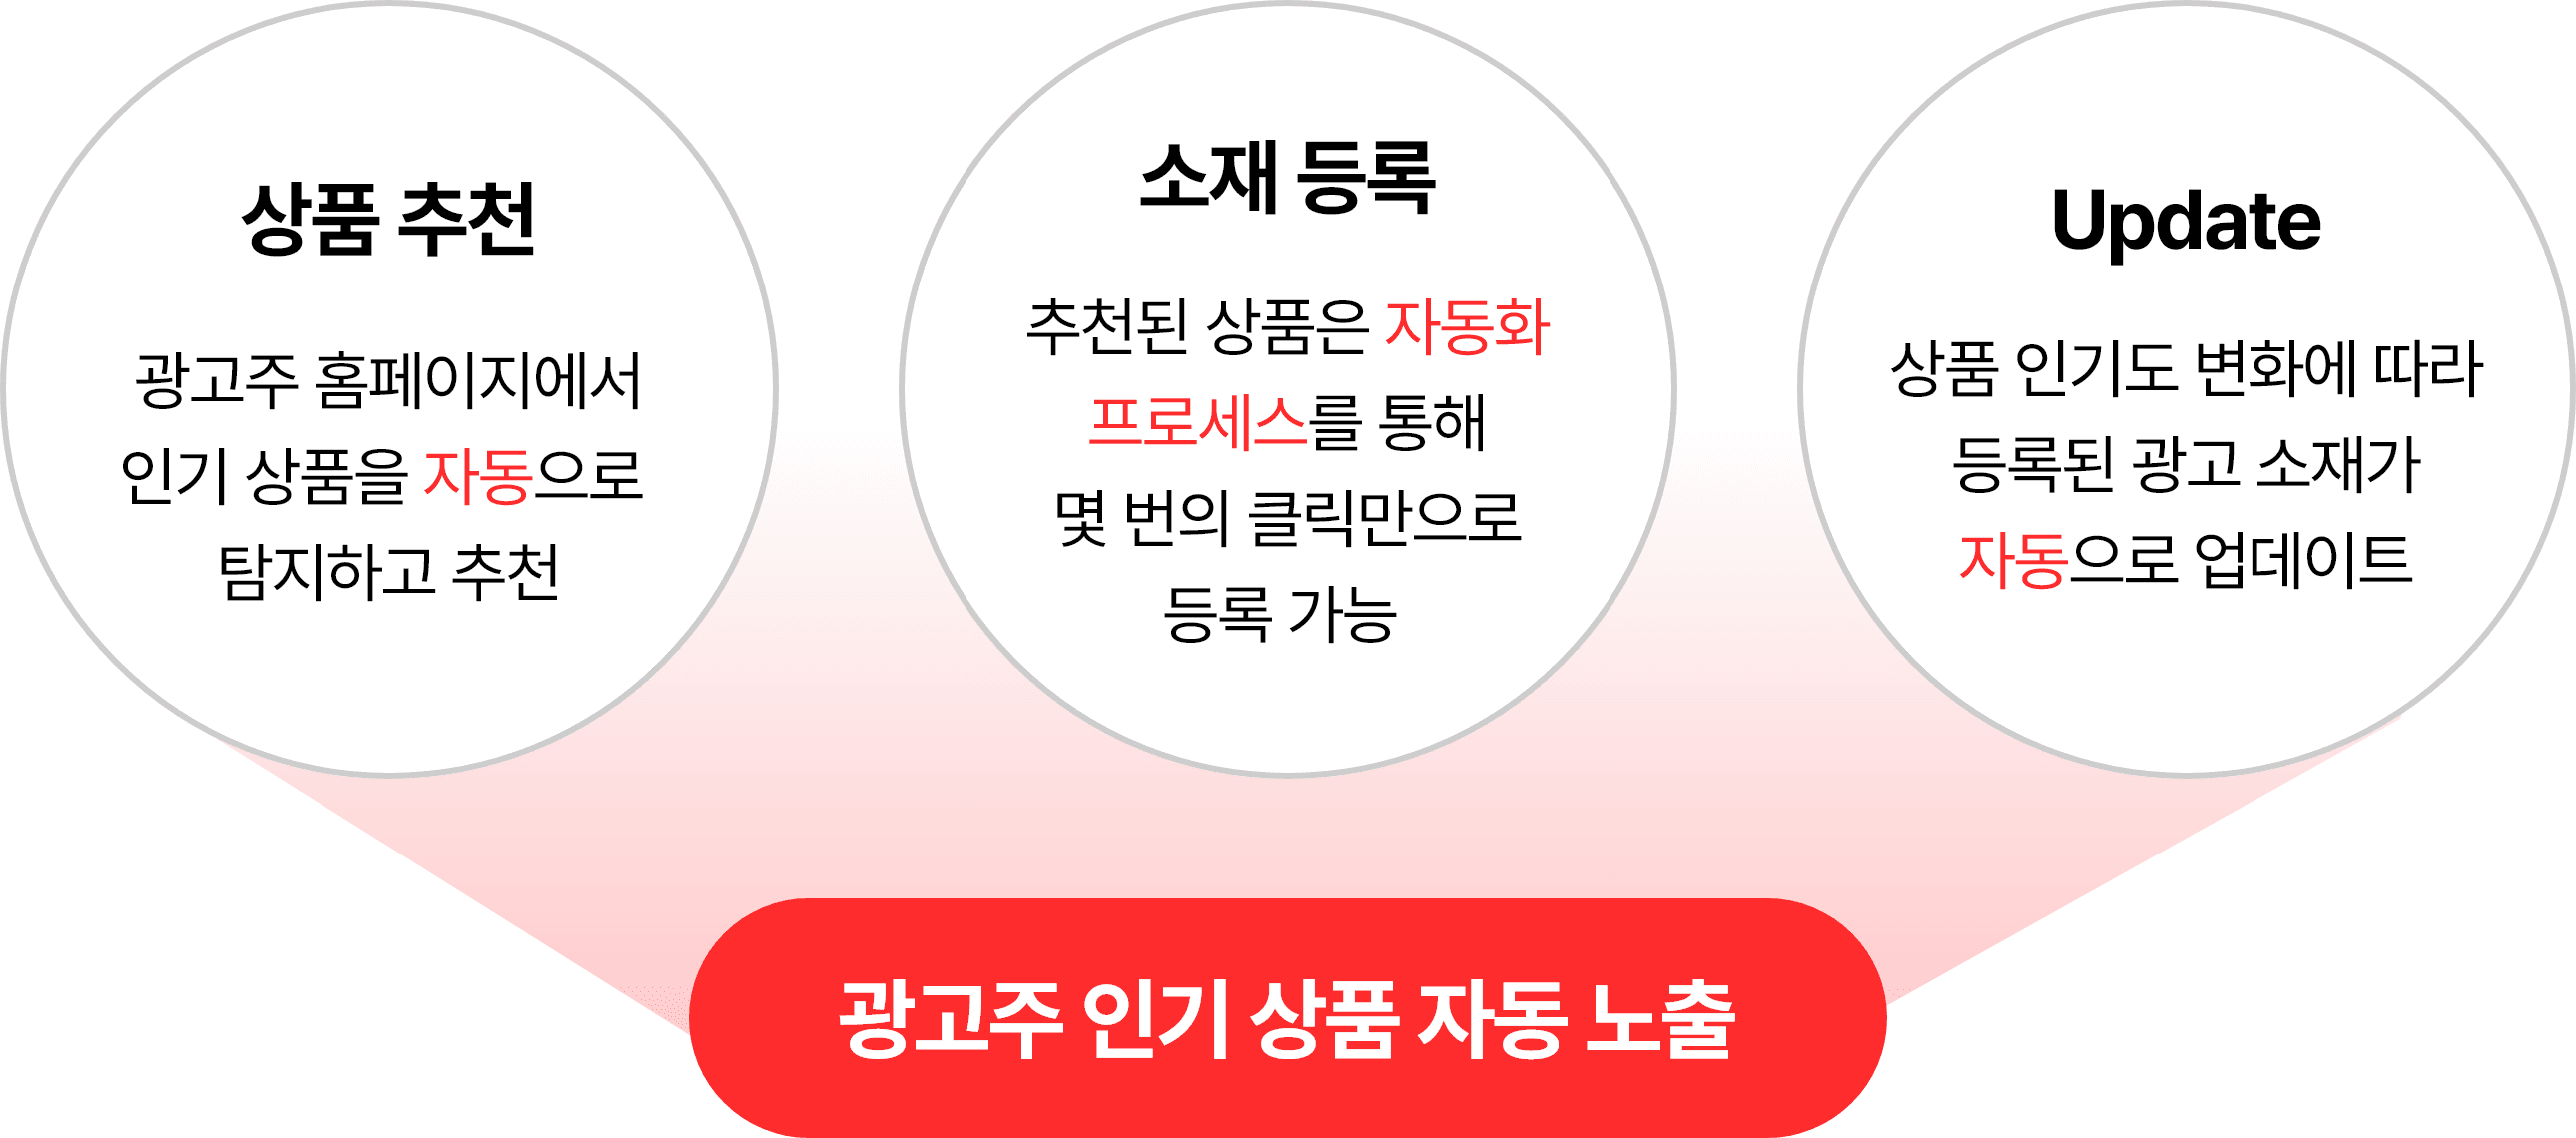 상품 추천
광고주 홈페이지에서
인기 상품을 자동으로
탐지하고 추천
소재 등록
추천된 상품은 자동화
프로세스를 통해
몇 번의 클릭만으로
등록 가능
Update
상품 인기도 변화에 따라
등록된 광고 소재가
자동으로 업데이트
광고주 인기 상품 자동 노출